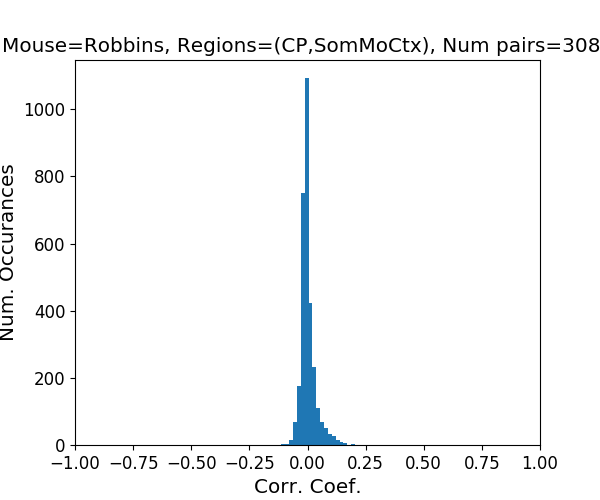 Mouse=Robbins, Regions=(CP,SomMoCtx), Num pairs=308
Num. Occurances
1000
800
600
400
200
0
−1.00 −0.75 −0.50 −0.25 0.00 0.25 0.50 0.75 1.00
Corr. Coef.